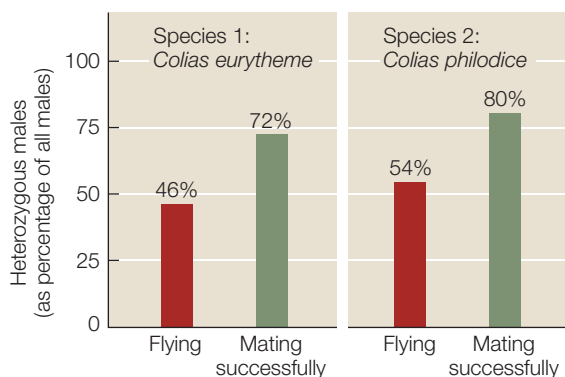 Heterozygous males
(as percentage of all males)
100
75
50
25
0
Species 1:
Colias eurytheme
46%
72%
Flying
Mating
successfully
Species 2:
Colias philodice
54%
80%
Flying
Mating
successfully